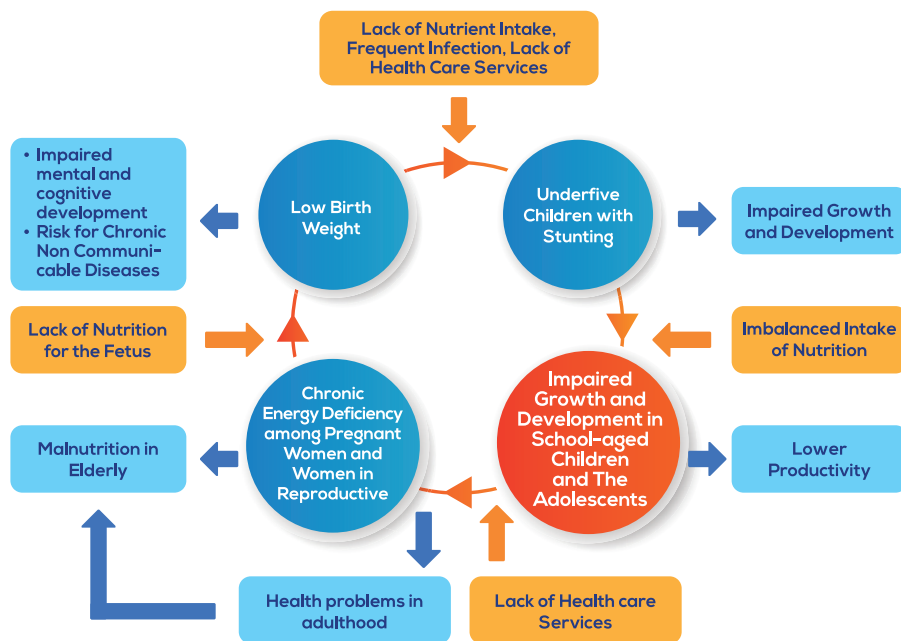 Lack of Nutrient Intake,
Frequent Infection, Lack of
Health Care Services
• Impaired
mental and
cognitive
development
• Risk for Chronic
Non Communi-
cable Diseases
Low Birth
Weight
Underfive
Children with
Stunting
Impaired Growth
and Development
Lack of Nutrition
for the Fetus
Imbalanced Intake
of Nutrition
Chronic
Energy Deficiency
among Pregnant
Women and
Women in
Reproductive
Impaired
Growth and
Development in
School-aged
Children
and The
Adolescents
Malnutrition in
Elderly
Lower
Productivity
Health problems in
adulthood
Lack of Health care
Services